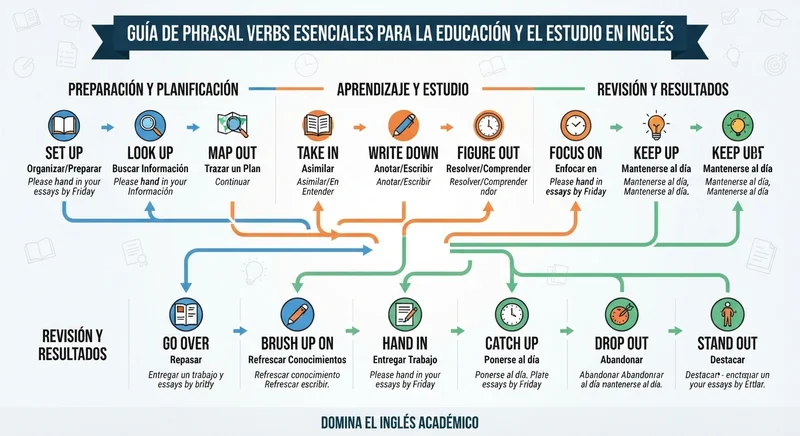 GUÍA DE PHRASAL VERBS ESENCIALES PARA LA EDUCACIÓN Y EL ESTUDIO EN INGLÉS
PREPARACIÓN Y PLANIFICACIÓN
SET UP
Organizar/Preparar
Please hand in your
essays by Friday
LOOK UP
Buscar Información
Please hand in your
Información
MAP OUT
Trazar un Plan
Continuar
APRENDIZAJE Y ESTUDIO
TAKE IN
Asimilar
Asimilar/En
Entender
WRITE DOWN
Anotar/Escribir
Anotar/Escribir
FIGURE OUT
Resolver/Comprender
Resolver/Comprender
ndor
REVISIÓN Y RESULTADOS
FOCUS ON
Enfocar en
Please hand in
essays by Friday
KEEP UP
Mantenerse al día
Mantenerse al día,
Mantenerse al día.
KEEP
Mantenerse al día
Mantenerse al día,
Mantenerse al día.
REVISIÓN Y
RESULTADOS
GO OVER
Repasar
Entregar un trabajo y
essays by
BRUSH UP ON
Refrescar Conocimientos
Refrescar conocimiento
Refrescar escribir.
HAND IN
Entregar Trabajo
Please hand in your
essays by Friday
CATCH UP
Ponerse al día
Ponerse al día. Plate
essays by Friday
DROP OUT
Abandonar
Abandonar Abandonrar
al día mantenerse al día.
STAND OUT
Destacar
un
your essays by
DOMINA EL INGLÉS ACADÉMICO